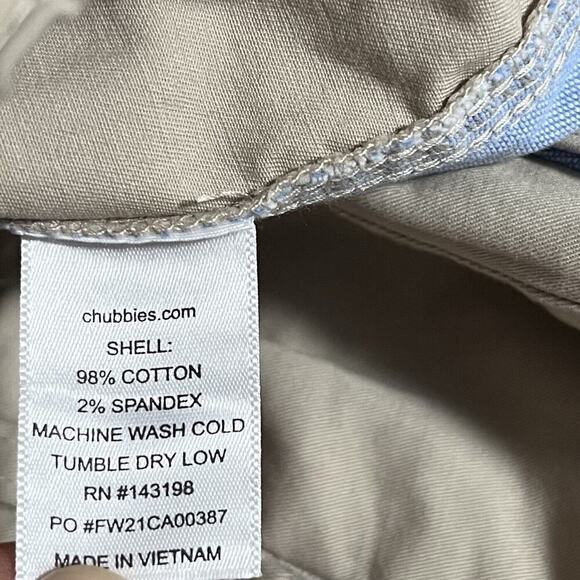 chubbies.com
SHELL:
98% COTTON
2% SPANDEX
MACHINE WASH COLD
TUMBLE DRY LOW
RN #143198
PO #FW21CA00387
MADE IN VIETNAM